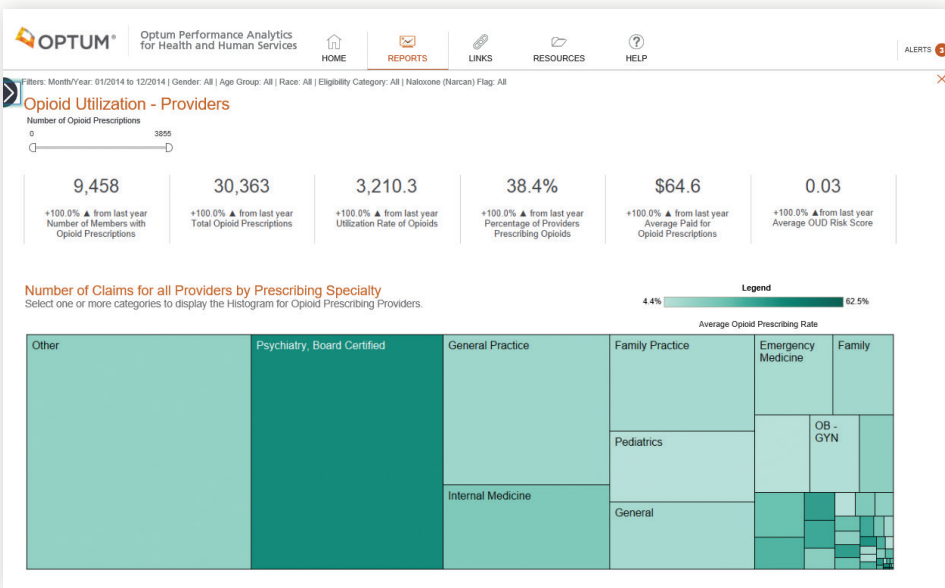 OPTUM®
Optum Performance Analytics
for Health and Human Services
HOME
REPORTS
LINKS
RESOURCES
HELP
ALERTS 3
Filters: Month/Year: 01/2014 to 12/2014 | Gender: All | Age Group: All | Race: All | Eligibility Category: All | Naloxone (Narcan) Flag: All
Opioid Utilization - Providers
Number of Opioid Prescriptions
0 3855
9,458
+100.0% ▲ from last year
Number of Members with
Opioid Prescriptions
30,363
+100.0% ▲ from last year
Total Opioid Prescriptions
3,210.3
+100.0% ▲ from last year
Utilization Rate of Opioids
38.4%
+100.0% ▲ from last year
Percentage of Providers
Prescribing Opioids
$64.6
+100.0% ▲ from last year
Average Paid for
Opioid Prescriptions
0.03
+100.0% ▲from last year
Average OUD Risk Score
Number of Claims for all Providers by Prescribing Specialty
Select one or more categories to display the Histogram for Opioid Prescribing Providers.
Legend
4.4% 62.5%
Average Opioid Prescribing Rate
Other
Psychiatry, Board Certified
General Practice
Internal Medicine
Family Practice
Pediatrics
General
Emergency
Medicine
Family
OB -
GYN